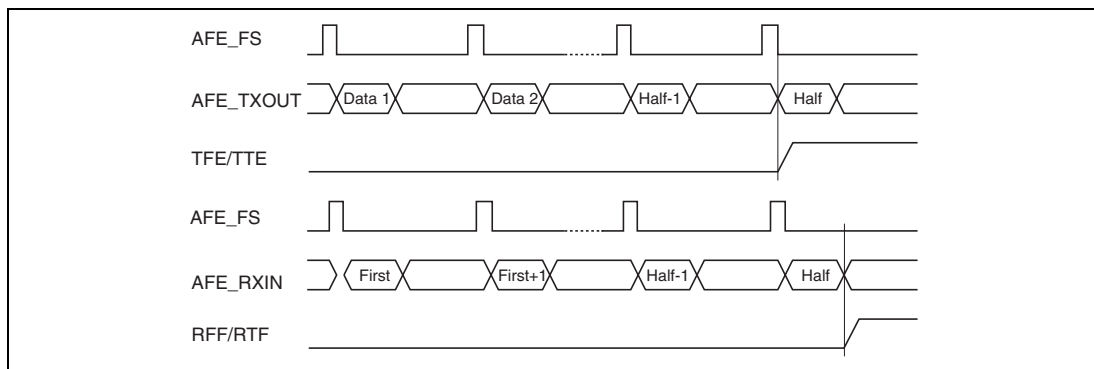 AFE_FS
AFE_TXOUT Data 1 Data 2 Half-1 Half
TFE/TTE
AFE_FS
AFE_RXIN First First+1 Half-1 Half
RFF/RTF